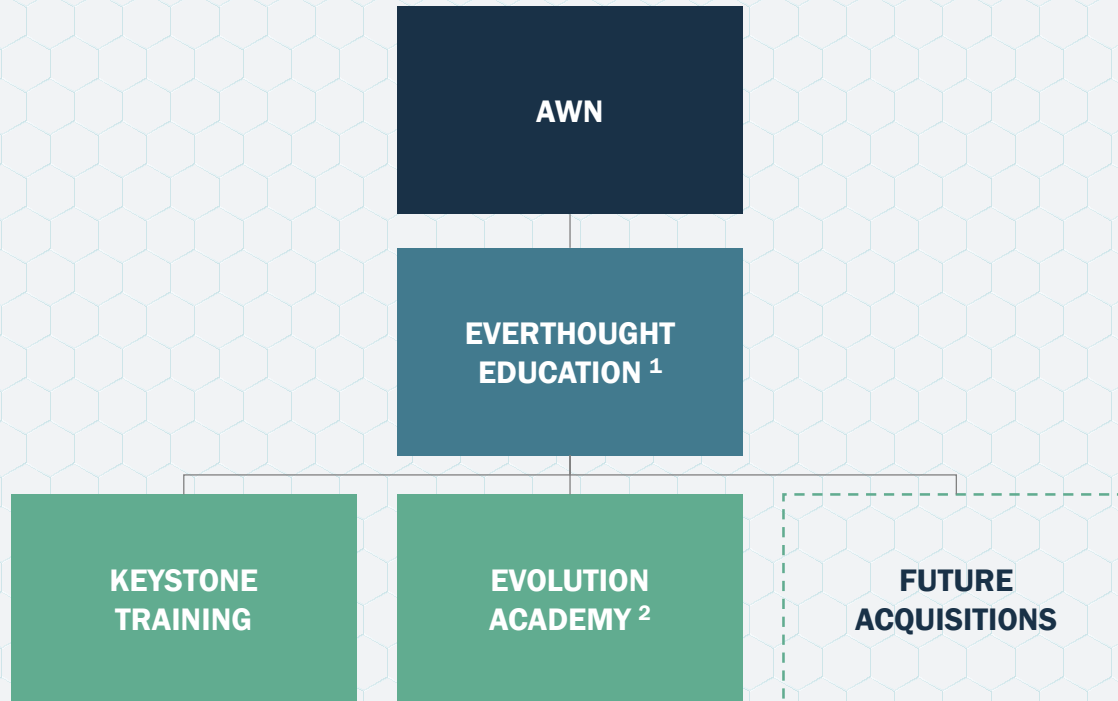 AWN
EVERTHOUGHT
EDUCATION 1
KEYSTONE
TRAINING
EVOLUTION
ACADEMY 2
FUTURE
ACQUISITIONS